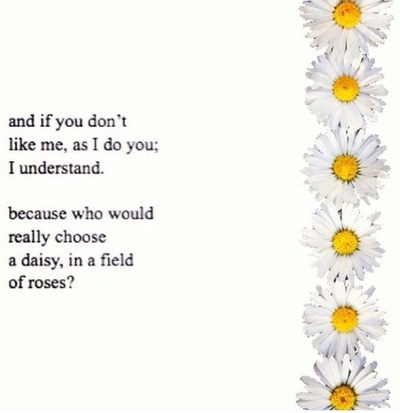 and if you don't
like me, as I do you;
I understand.
because who would
really choose
a daisy, in a field
of roses?